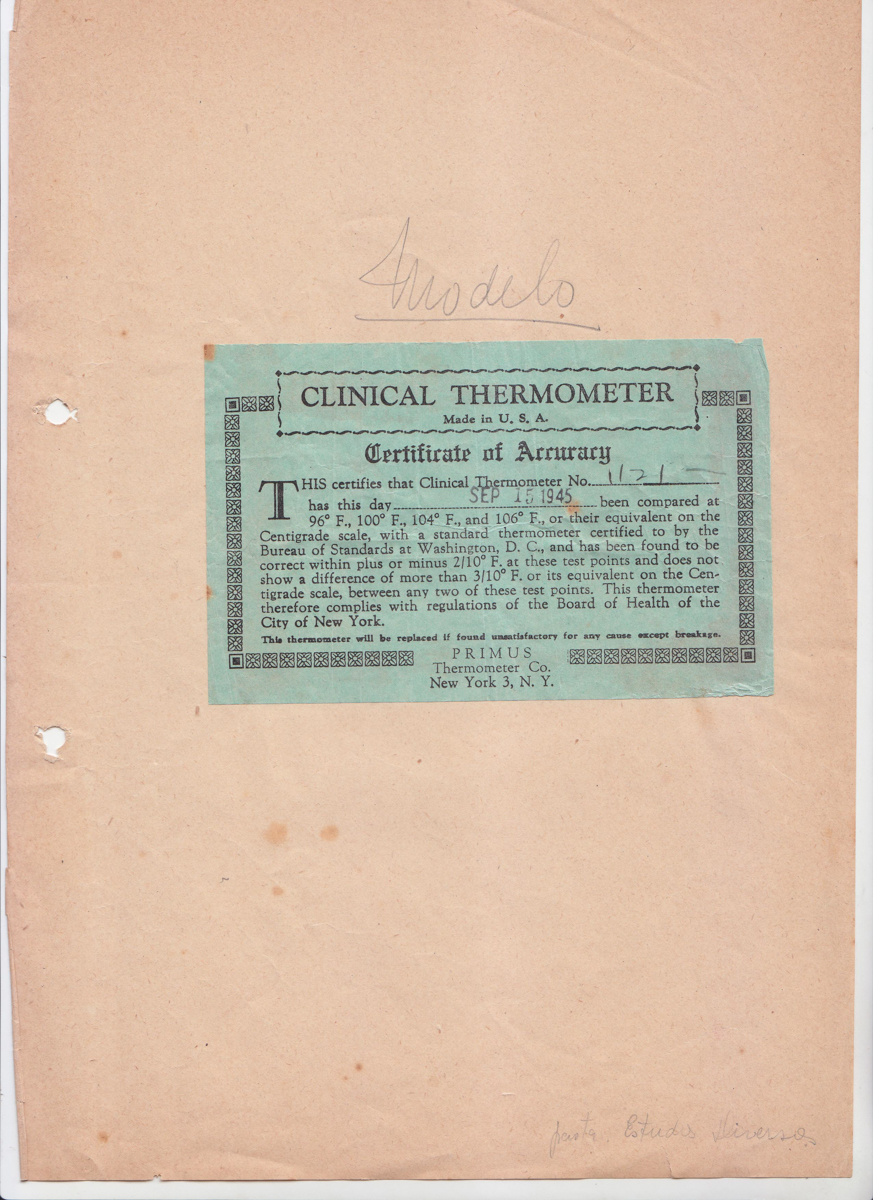 Modelo
CLINICAL THERMOMETER
Made in U. S. A.
Certificate of Accuracy
THIS certifies that Clinical Thermometer No. 1121
has this day SEP 15 1945 been compared at
96° F., 100° F., 104° F., and 106° F., or their equivalent on the
Centigrade scale, with a standard thermometer certified to by the
Bureau of Standards at Washington, D. C., and has been found to be
correct within plus or minus 2/10° F. at these test points and does not
show a difference of more than 3/10° F. or its equivalent on the Cen-
tigrade scale, between any two of these test points. This thermometer
therefore complies with regulations of the Board of Health of the
City of New York.
This thermometer will be replaced if found unsatisfactory for any cause except breakage.
PRIMUS
Thermometer Co.
New York 3, N. Y.
pasta Estudos Diversos